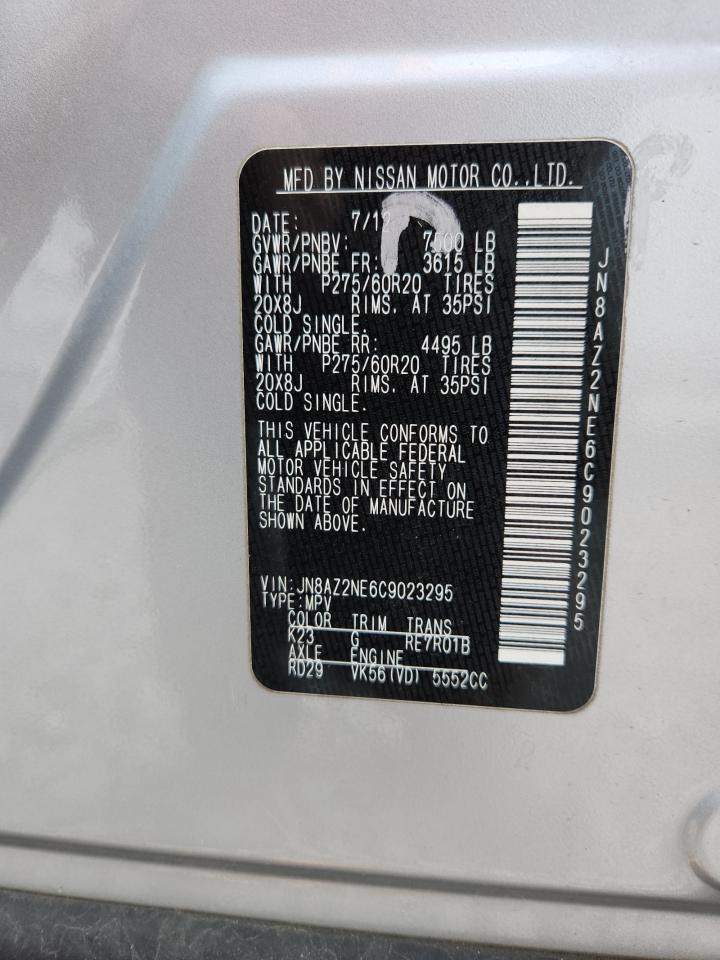 MFD BY NISSAN MOTOR CO.,LTD.
DATE: 7/12
GVWR/PNBV: 7500 LB
GAWR/PNBE FR: 3615 LB
WITH P275/60R20 TIRES
20X8J RIMS. AT 35PSI
COLD SINGLE.
GAWR/PNBE RR: 4495 LB
WITH P275/60R20 TIRES
20X8J RIMS. AT 35PSI
COLD SINGLE.
THIS VEHICLE CONFORMS TO
ALL APPLICABLE FEDERAL
MOTOR VEHICLE SAFETY
STANDARDS IN EFFECT ON
THE DATE OF MANUFACTURE
SHOWN ABOVE.
VIN:JN8AZ2NE6C9023295
TYPE:MPV
COLOR TRIM TRANS
K23 G RE7R01B
AXLE ENGINE
RD29 VK56(VD) 5552CC
JN8AZ2NE6C9023295